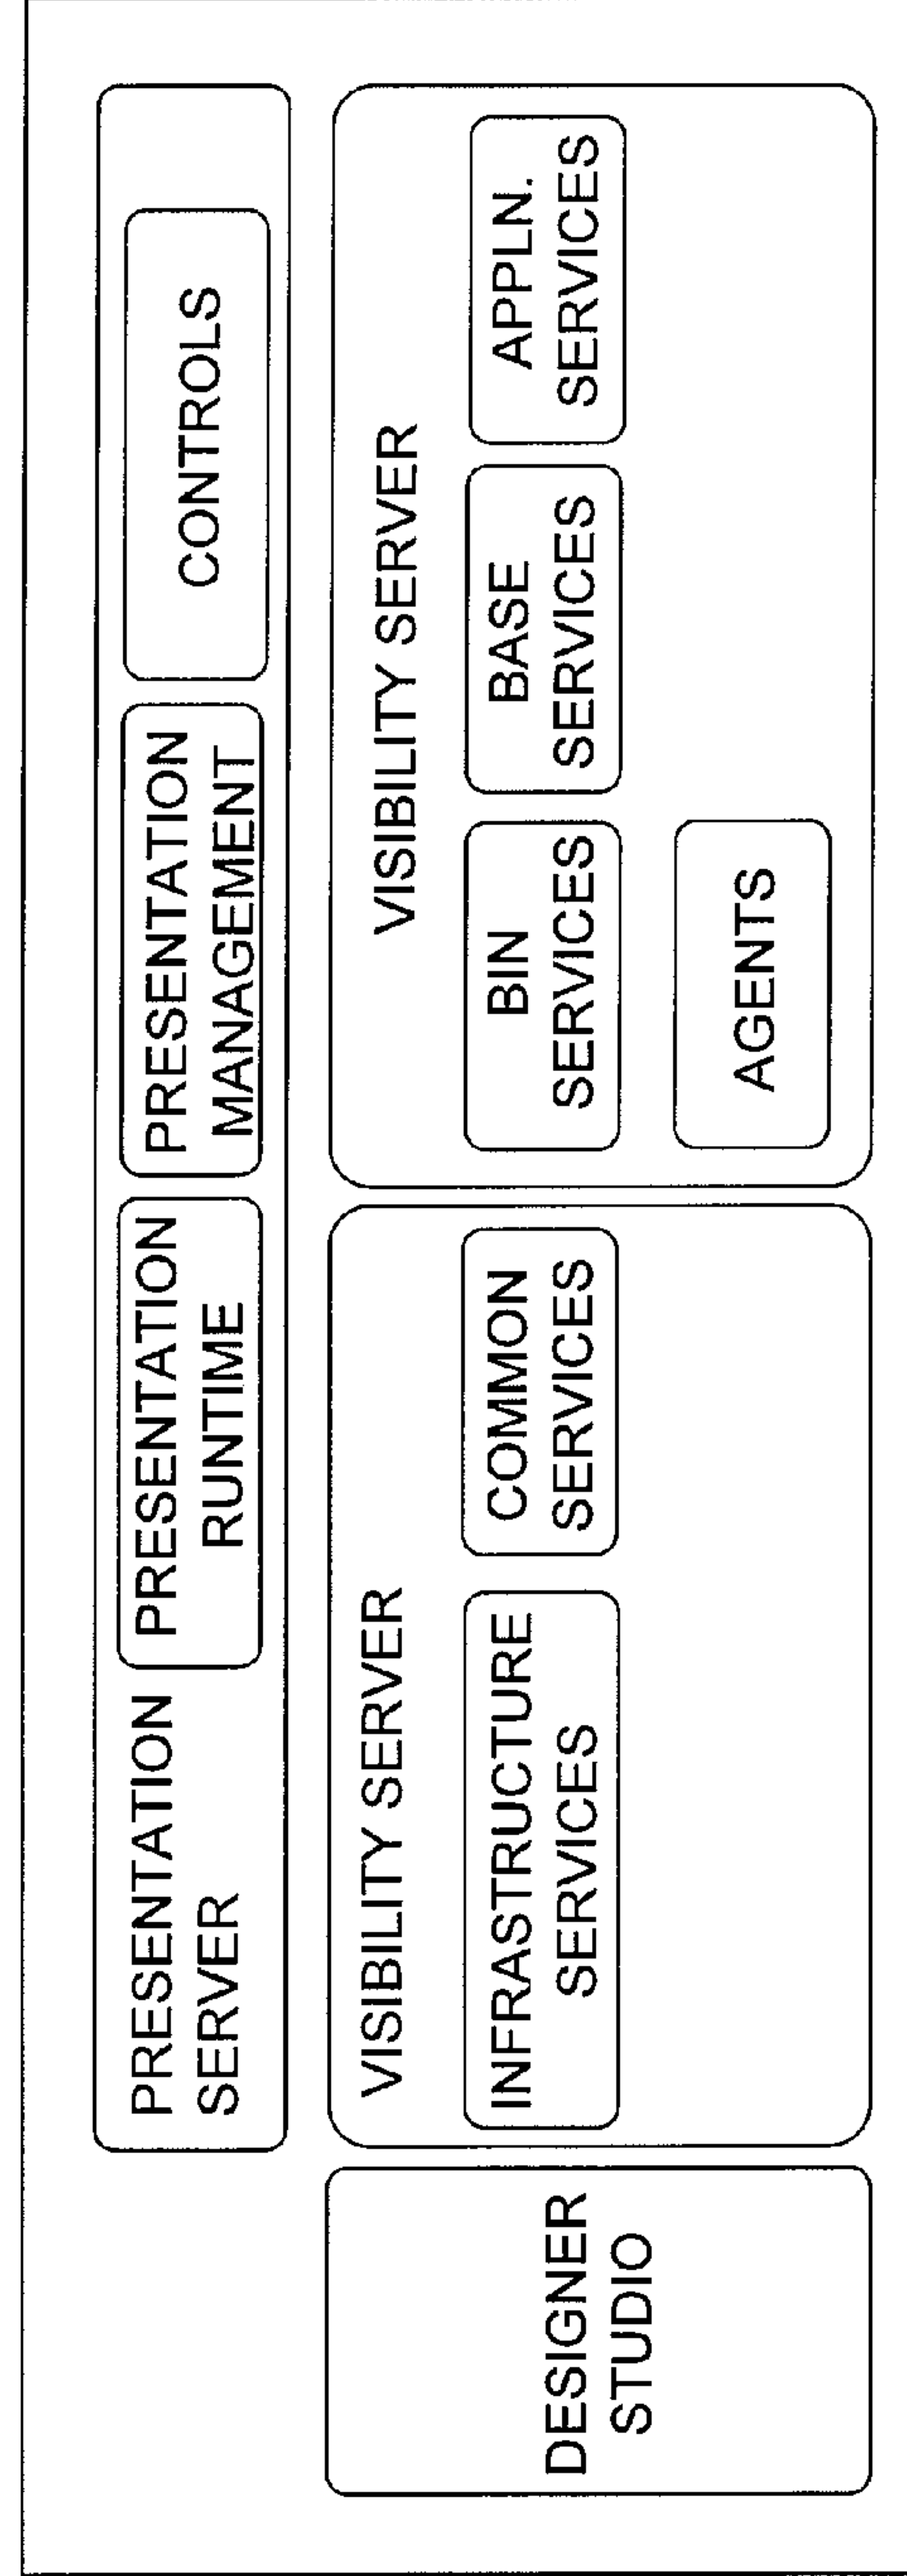 PRESENTATION
SERVER
PRESENTATION
RUNTIME
PRESENTATION
MANAGEMENT
CONTROLS
DESIGNER
STUDIO
VISIBILITY SERVER
INFRASTRUCTURE
SERVICES
COMMON
SERVICES
VISIBILITY SERVER
BIN
SERVICES
BASE
SERVICES
APPLN.
SERVICES
AGENTS